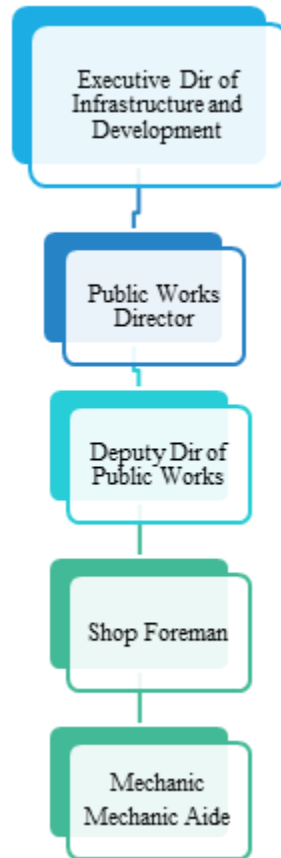 Executive Dir of
Infrastructure and
Development
Public Works
Director
Deputy Dir of
Public Works
Shop Foreman
Mechanic
Mechanic Aide